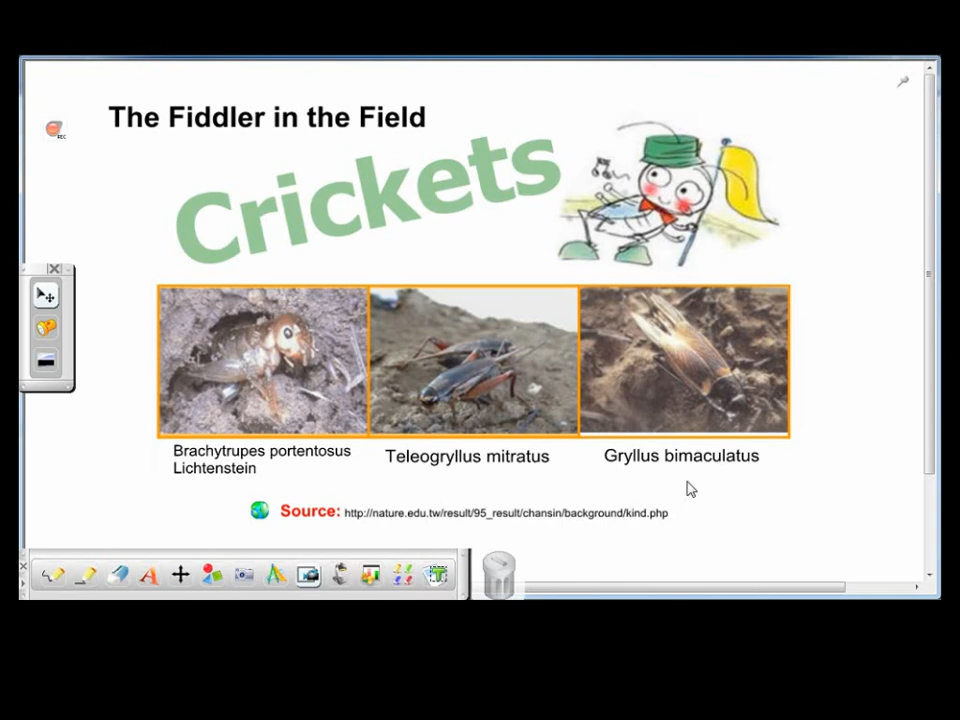 The Fiddler in the Field
REC
Crickets
Brachytrupes portentosus
Lichtenstein
Teleogryllus mitratus
Gryllus bimaculatus
Source: http://nature.edu.tw/result/95_result/chansin/background/kind.php